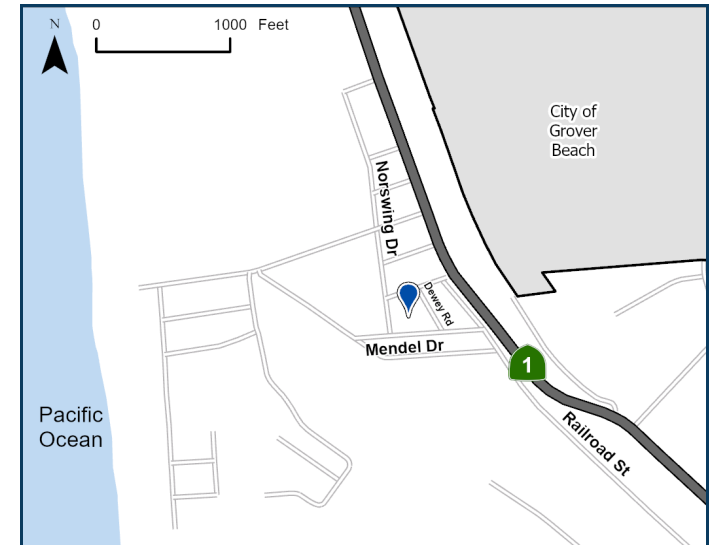 N
0 1000 Feet
City of
Grover
Beach
Norswing Dr
Dewey Rd
Mendel Dr
1
Pacific
Ocean
Railroad St